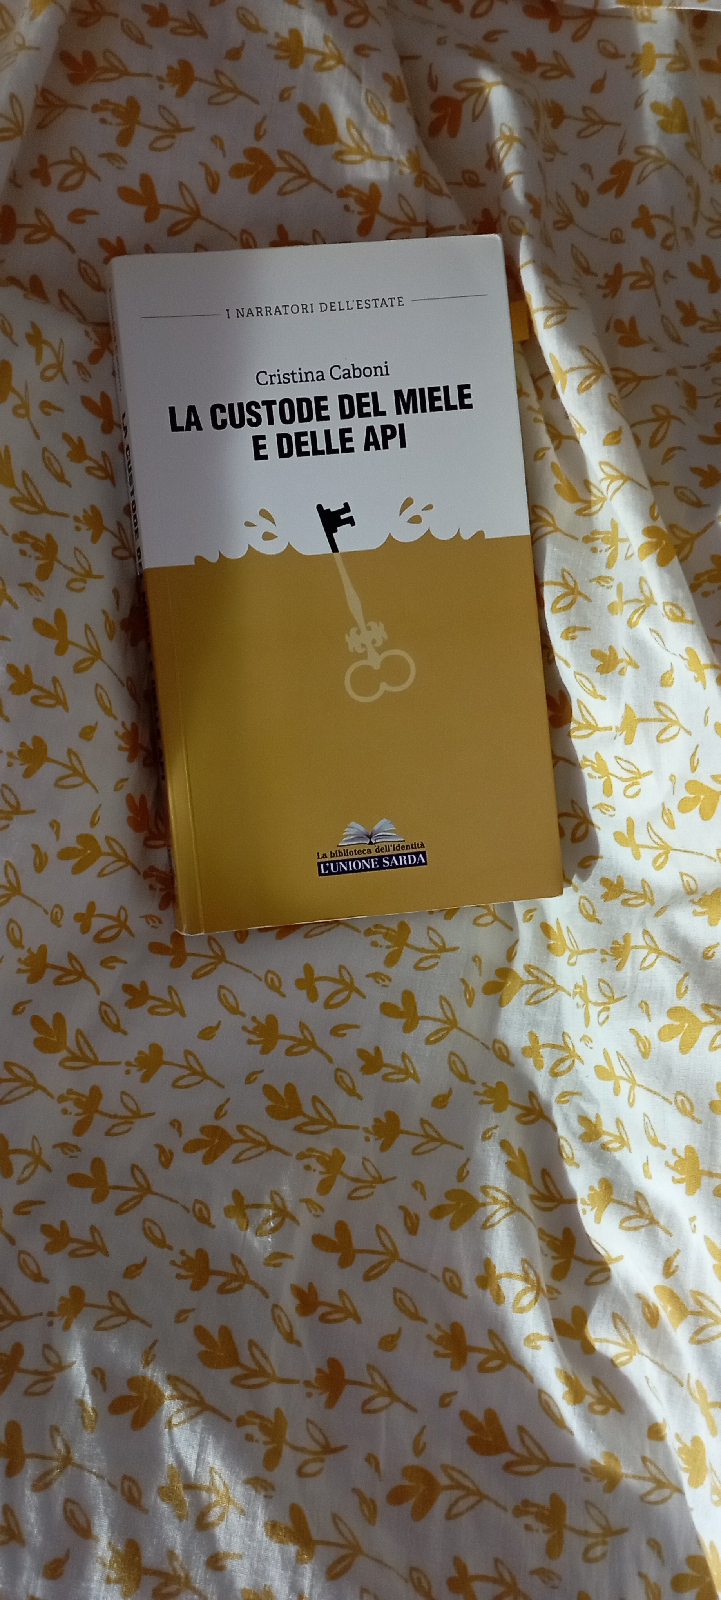 I NARRATORI DELL'ESTATE
Cristina Caboni
LA CUSTODE DEL MIELE
E DELLE API
La biblioteca dell'identità
L'UNIONE SARDA